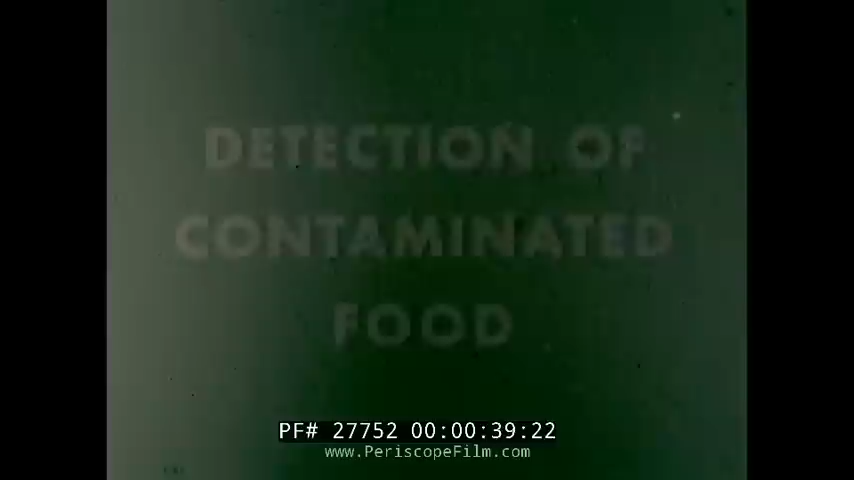 DETECTION OF
CONTAMINATED
FOOD
PF# 27752 00:00:39:22
www.PeriscopeFilm.com